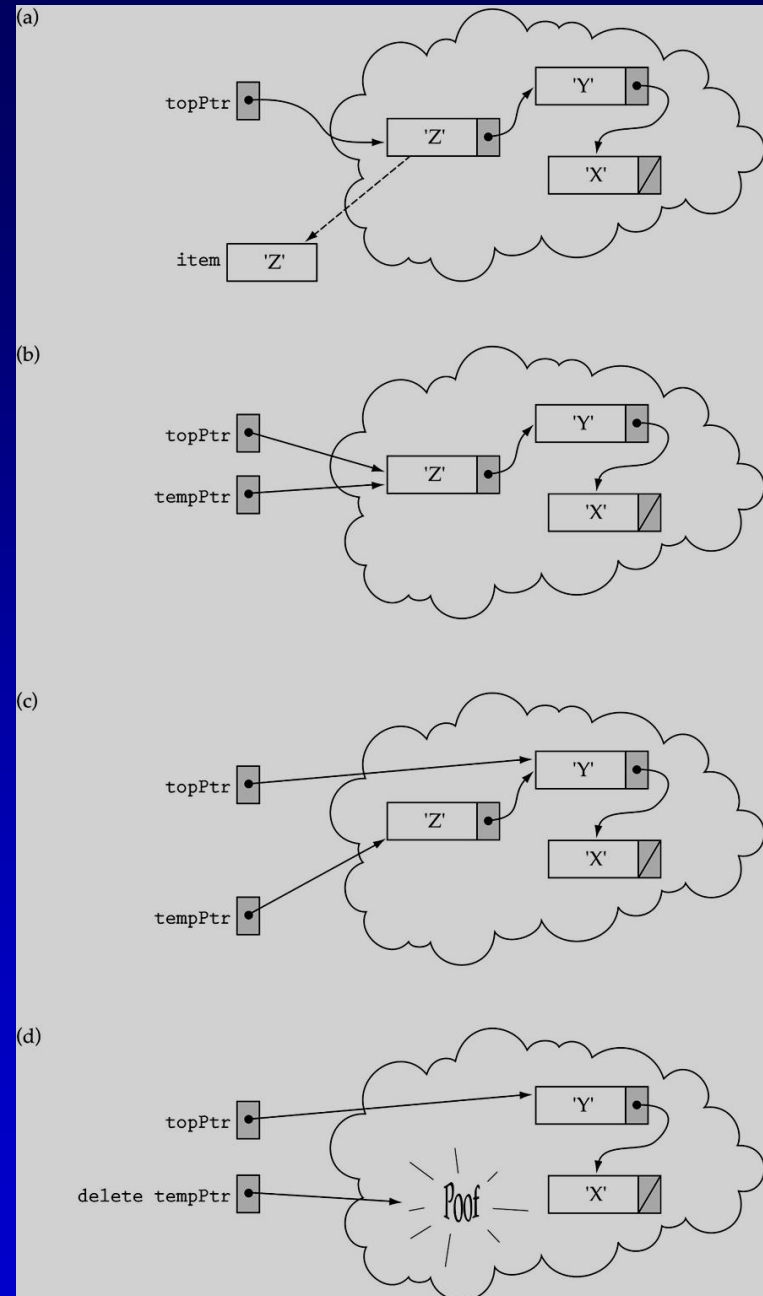 (a)
topPtr
'Z'
'Y'
'X'
item 'Z'
(b)
topPtr
tempPtr
'Z'
'Y'
'X'
(c)
topPtr
tempPtr
'Z'
'Y'
'X'
(d)
topPtr
delete tempPtr
'Y'
'X'
Poof